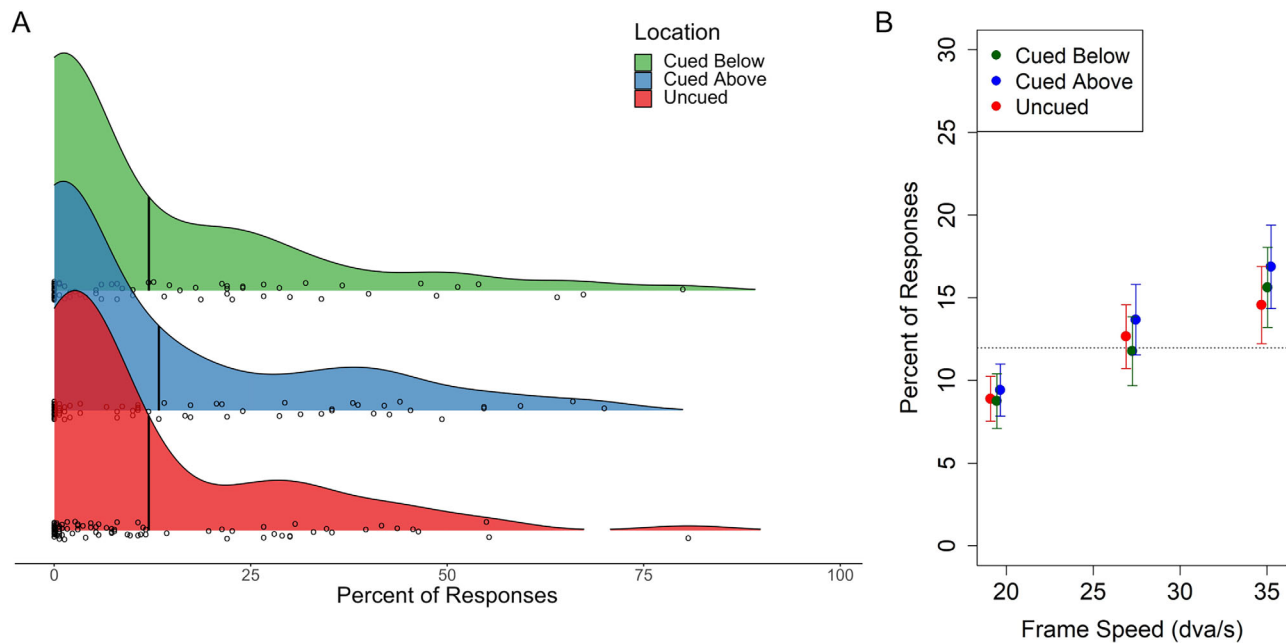 A
Location
Cued Below
Cued Above
Uncued
0
25
50
75
100
Percent of Responses
B
Cued Below
Cued Above
Uncued
30
25
20
15
10
5
0
Percent of Responses
20
25
30
35
Frame Speed (dva/s)